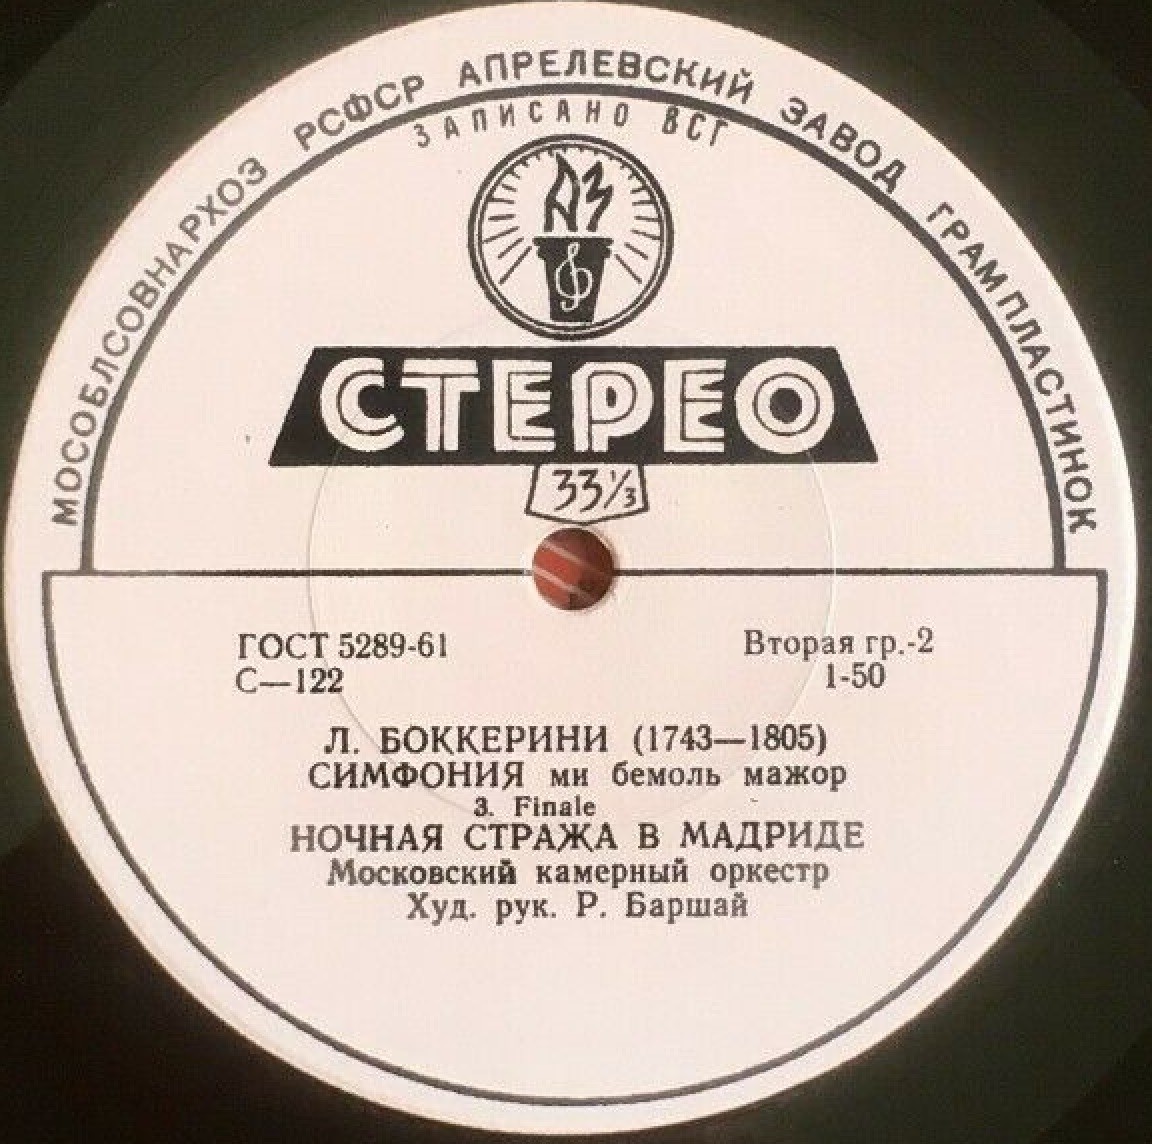 МОСОБЛСОВНАРХОЗ РСФСР АПРЕЛЕВСКИЙ ЗАВОД ГРАМПЛАСТИНОК
ЗАПИСАНО ВСГ
АЗ
СТЕРЕО
33⅓
ГОСТ 5289-61
Вторая гр.-2
С—122
1-50
Л. БОККЕРИНИ (1743—1805)
СИМФОНИЯ ми бемоль мажор
3. Finale
НОЧНАЯ СТРАЖА В МАДРИДЕ
Московский камерный оркестр
Худ. рук. Р. Баршай